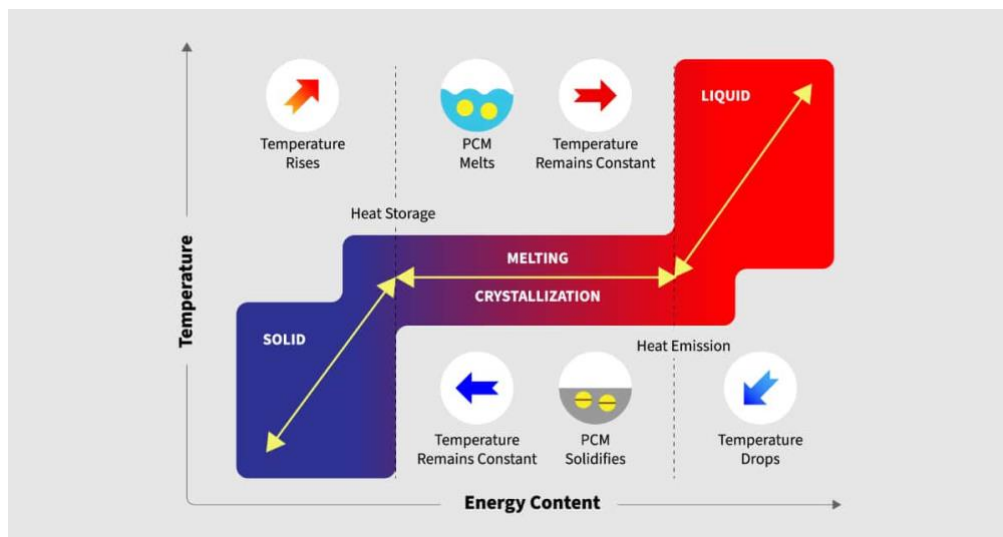 LIQUID
Temperature
Rises
PCM
Melts
Temperature
Remains Constant
Heat Storage
Temperature
MELTING
CRYSTALLIZATION
SOLID
Heat Emission
Temperature
Remains Constant
PCM
Solidifies
Temperature
Drops
Energy Content